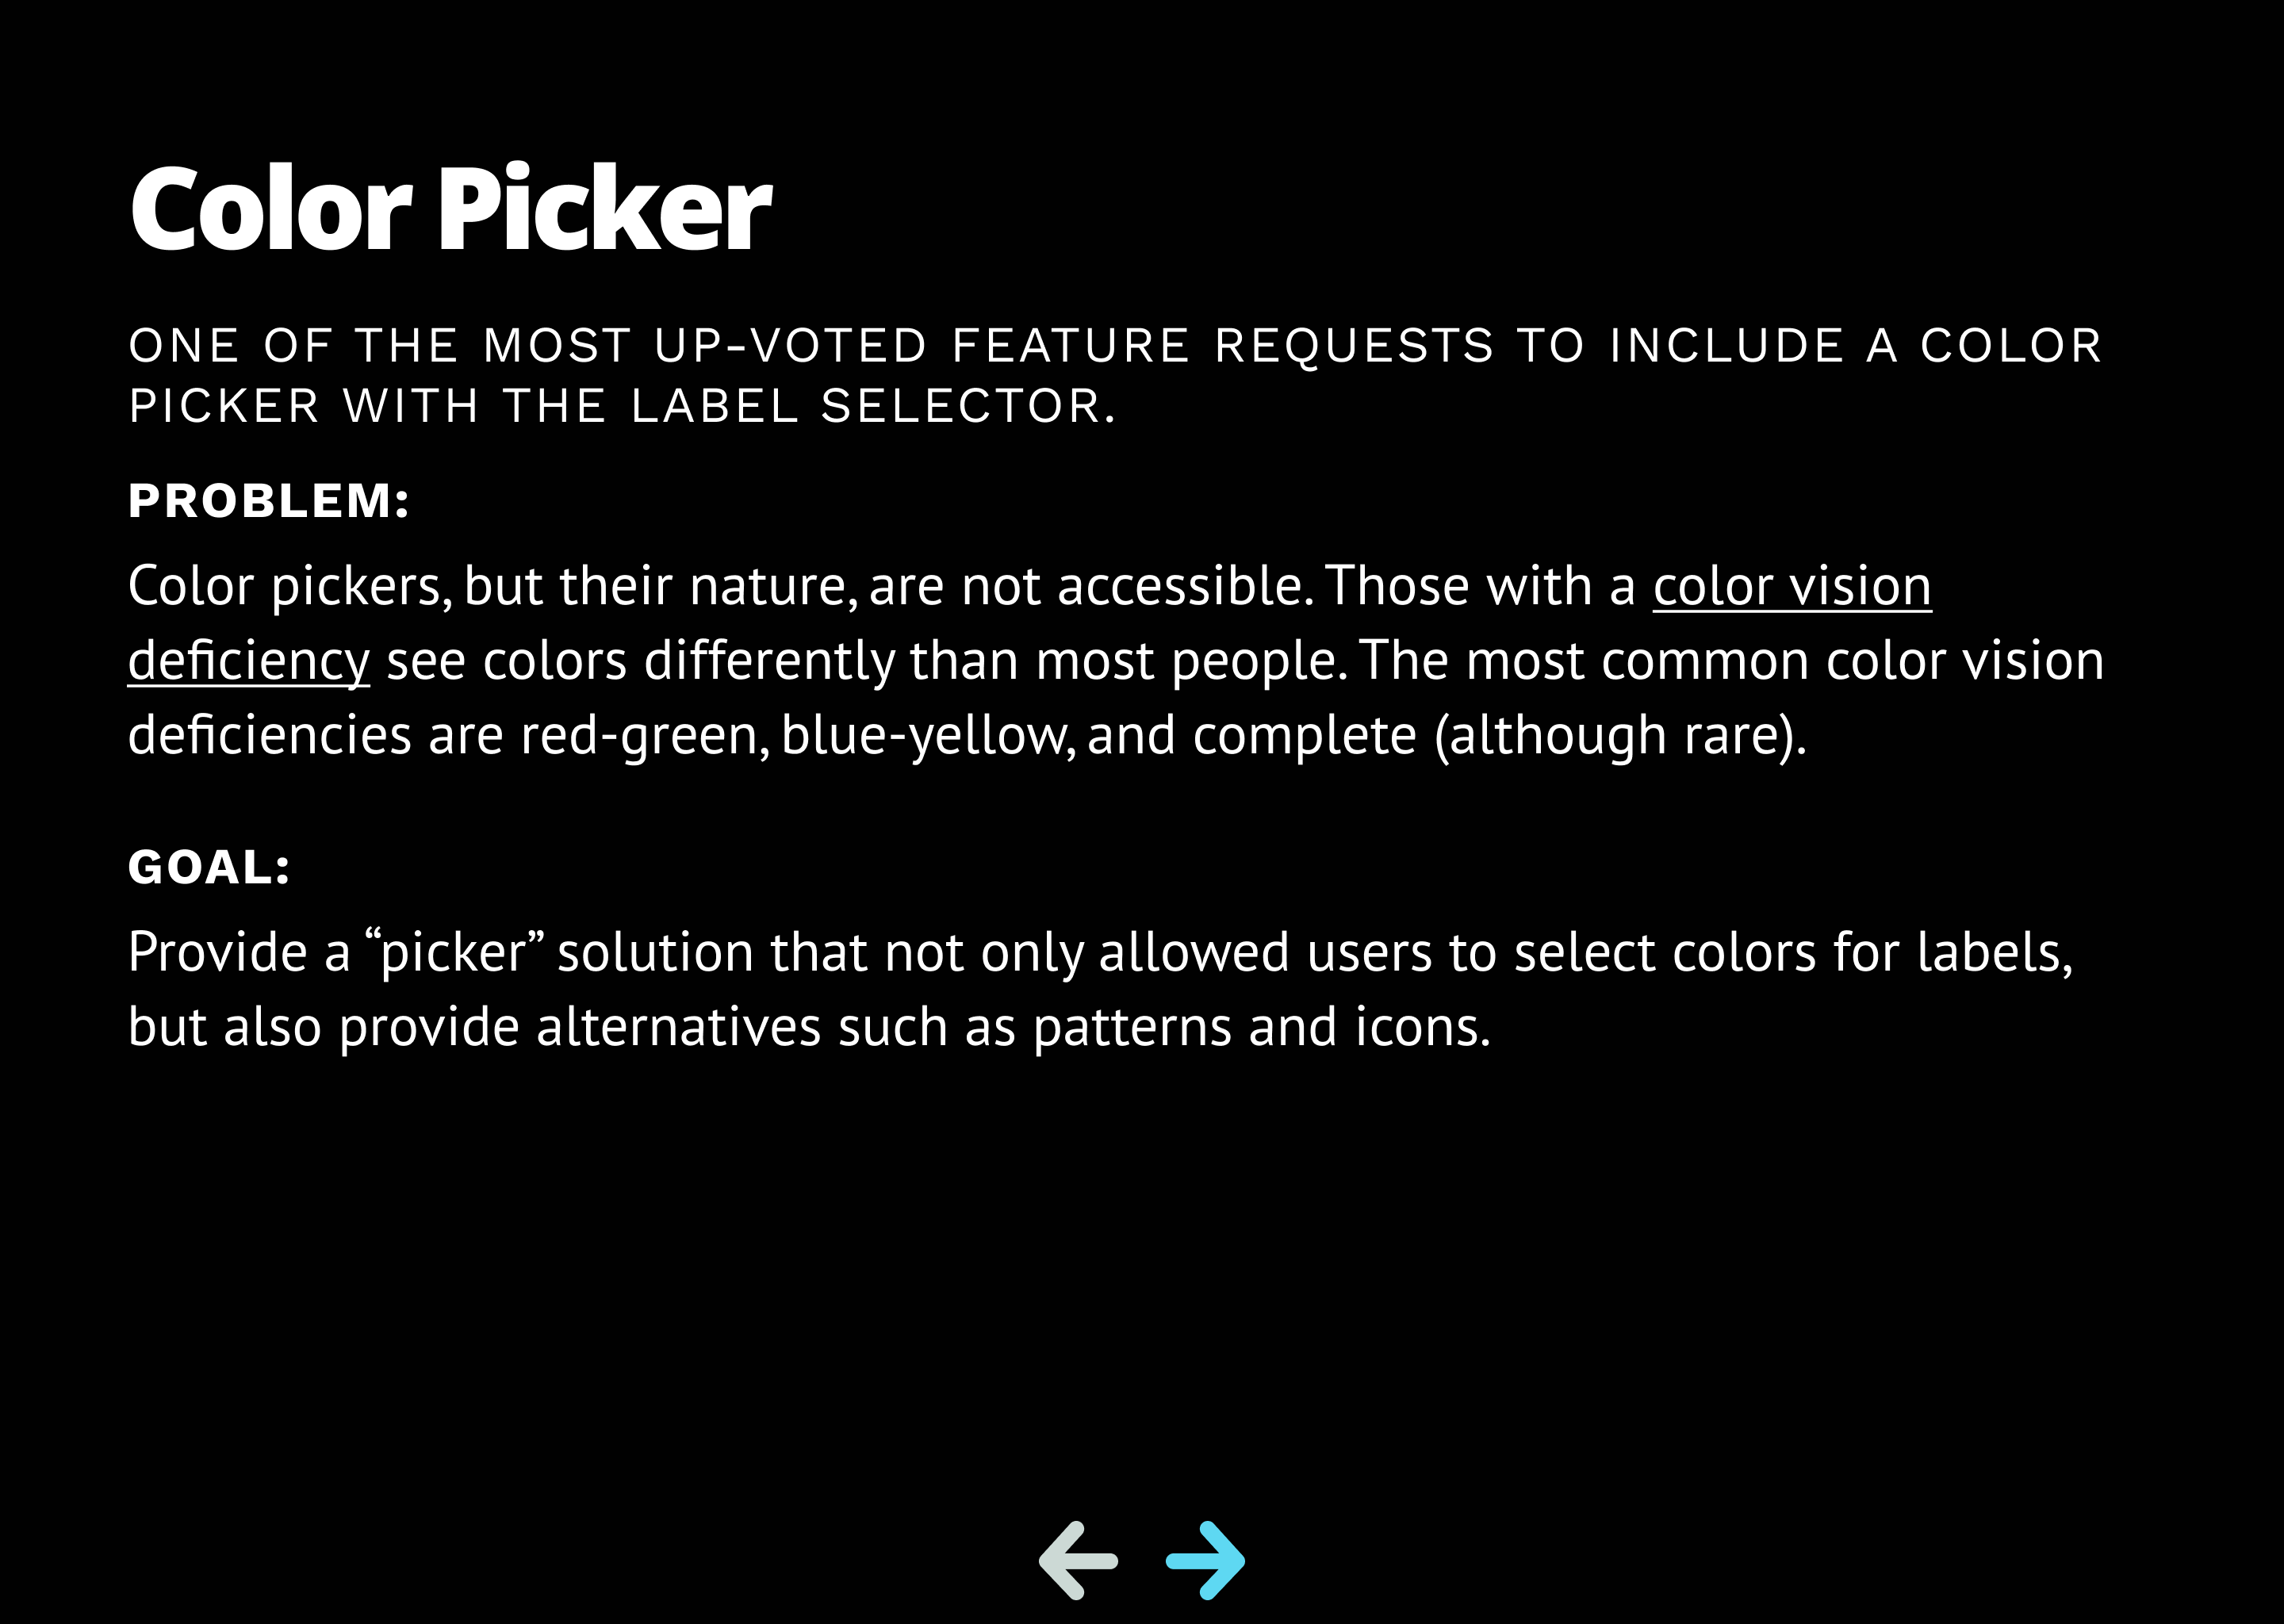 Color Picker
ONE OF THE MOST UP-VOTED FEATURE REQUESTS TO INCLUDE A COLOR
PICKER WITH THE LABEL SELECTOR.
PROBLEM:
Color pickers, but their nature, are not accessible. Those with a color vision
deficiency see colors differently than most people. The most common color vision
deficiencies are red-green, blue-yellow, and complete (although rare).
GOAL:
Provide a “picker” solution that not only allowed users to select colors for labels,
but also provide alternatives such as patterns and icons.